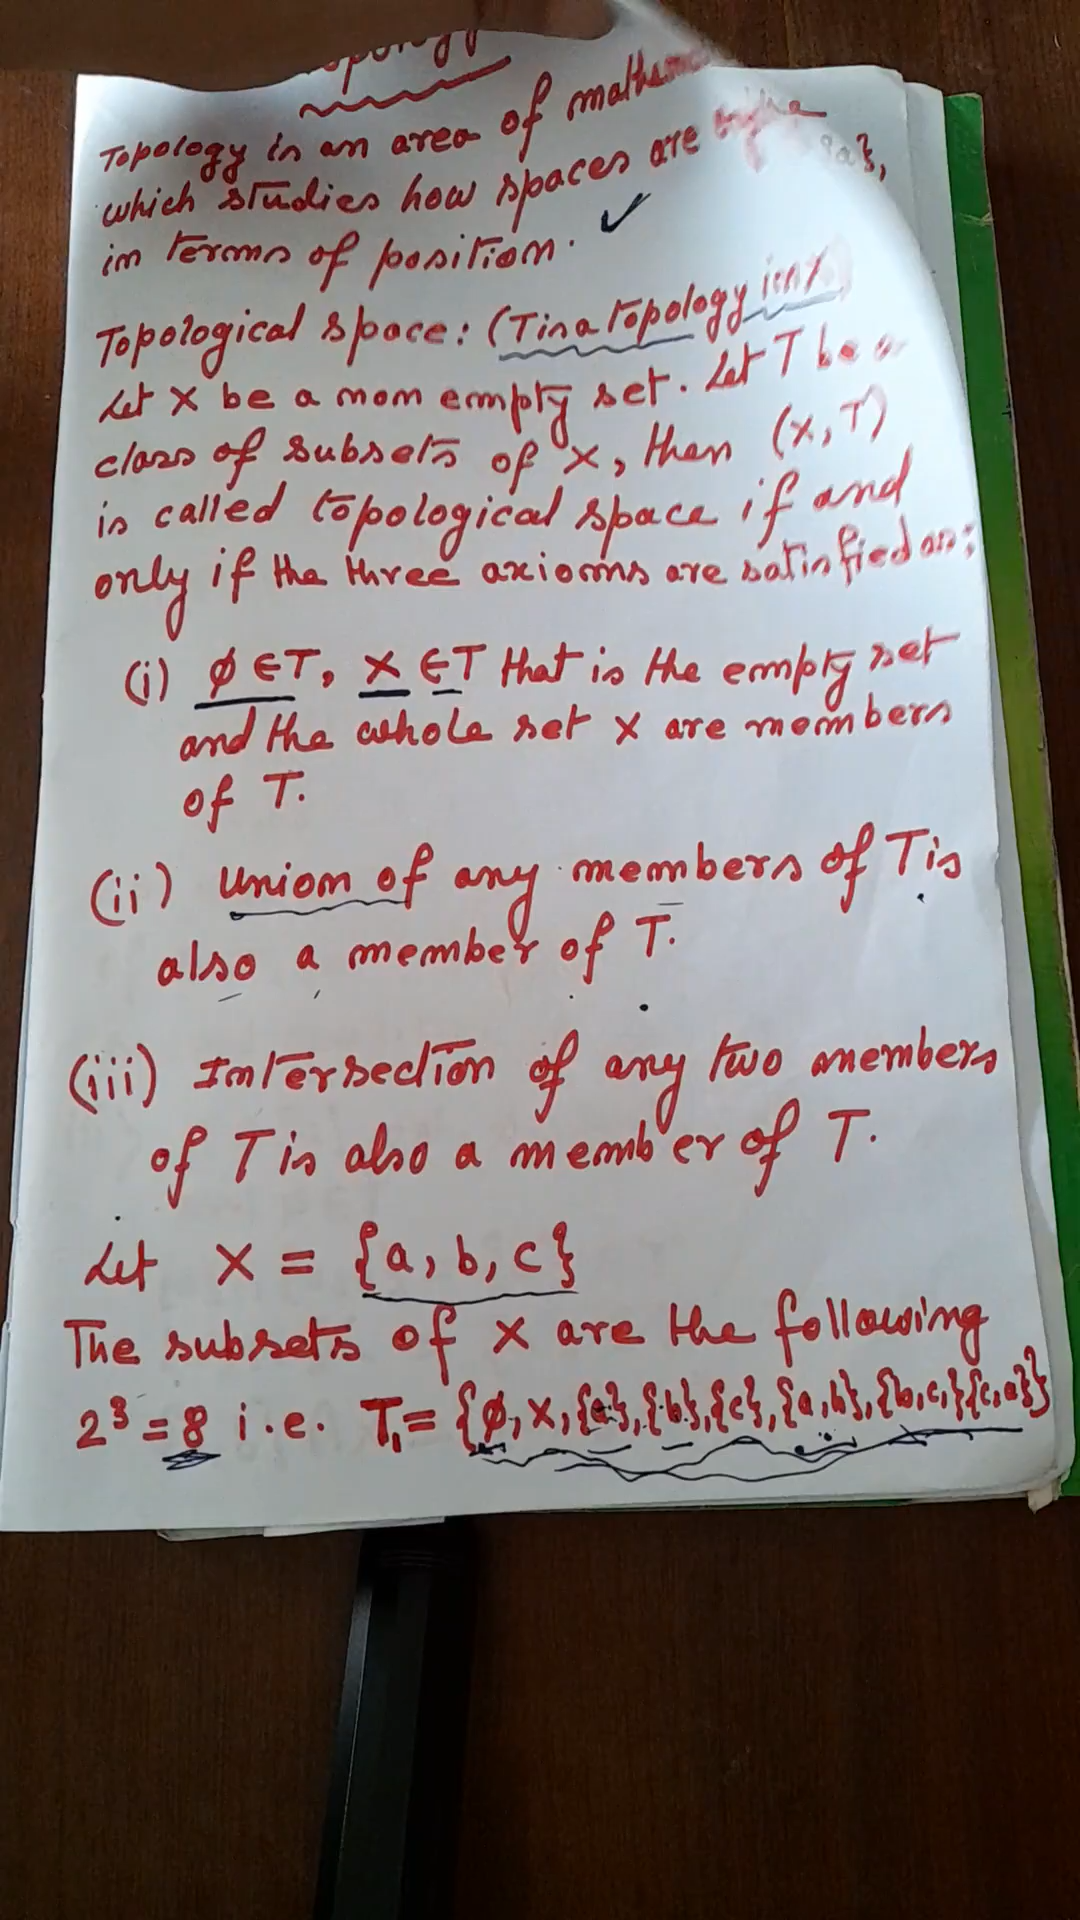 Topology
Topology is an area of mathem
which studies how spaces are
in terms of position.
Topological space: (T is a topology in X)
Let X be a non empty set. Let T be a
class of subsets of X, then (X, T)
is called topological space if and
only if the three axioms are satisfied as:
(i) φ ∈ T, X ∈ T that is the empty set
and the whole set X are members
of T.
(ii) Union of any members of T is
also a member of T.
(iii) Intersection of any two members
of T is also a member of T.
Let X = {a, b, c}
The subsets of X are the following
2³ = 8 i.e. T₁ = {φ, X, {a}, {b}, {c}, {a, b}, {b, c,} {c, a}}